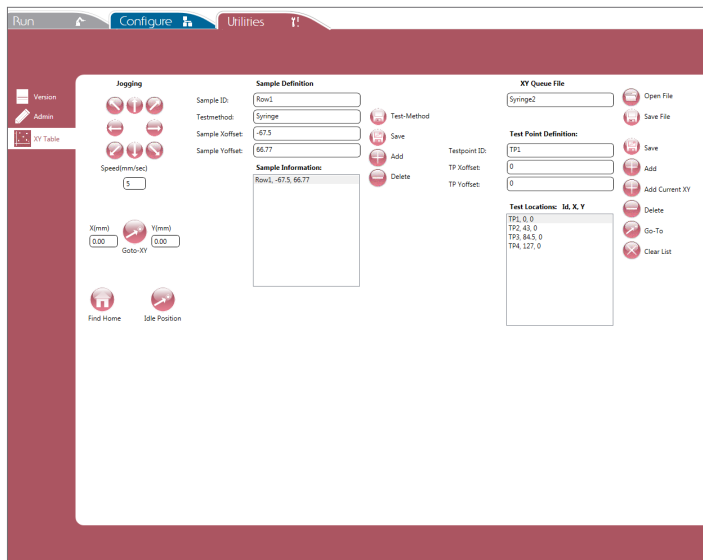 Run
Configure
Utilities
Version
Admin
XY Table
Jogging
Speed(mm/sec)
5
X(mm)
Y(mm)
0.00
0.00
Goto-XY
Find Home
Idle Position
Sample Definition
Sample ID:
Row1
Testmethod:
Syringe
Sample Xoffset:
-67.5
Sample Yoffset:
66.77
Test-Method
Save
Add
Delete
Sample Information:
Row1, -67.5, 66.77
XY Queue File
Syringe2
Open File
Save File
Test Point Definition:
Testpoint ID:
TP1
TP Xoffset:
0
TP Yoffset:
0
Save
Add
Add Current XY
Delete
Go-To
Clear List
Test Locations: Id, X, Y
TP1, 0, 0
TP2, 43, 0
TP3, 84.5, 0
TP4, 127, 0